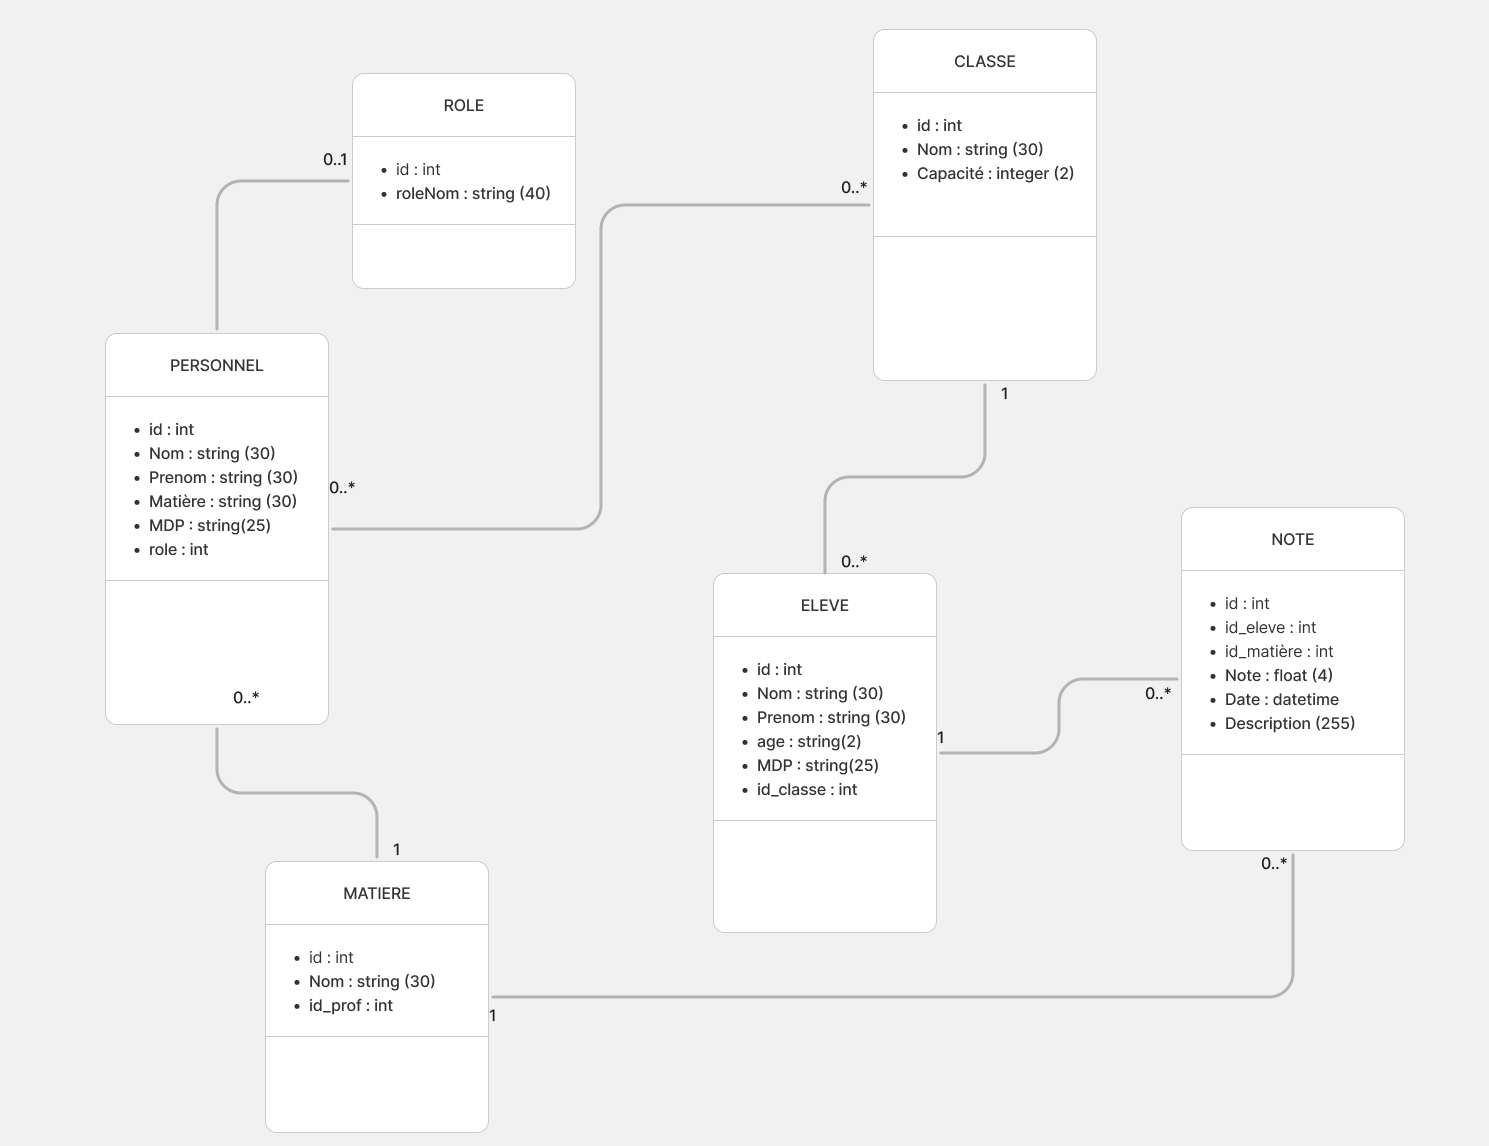 CLASSE
• id : int
• Nom : string (30)
• Capacité : integer (2)
ROLE
• id : int
• roleNom : string (40)
0..1
0..*
PERSONNEL
• id : int
• Nom : string (30)
• Prenom : string (30)
• Matière : string (30)
• MDP : string(25)
• role : int
0..*
0..*
1
0..*
ELEVE
• id : int
• Nom : string (30)
• Prenom : string (30)
• age : string(2)
• MDP : string(25)
• id_classe : int
1
NOTE
• id : int
• id_eleve : int
• id_matière : int
• Note : float (4)
• Date : datetime
• Description (255)
0..*
0..*
1
MATIERE
• id : int
• Nom : string (30)
• id_prof : int
1